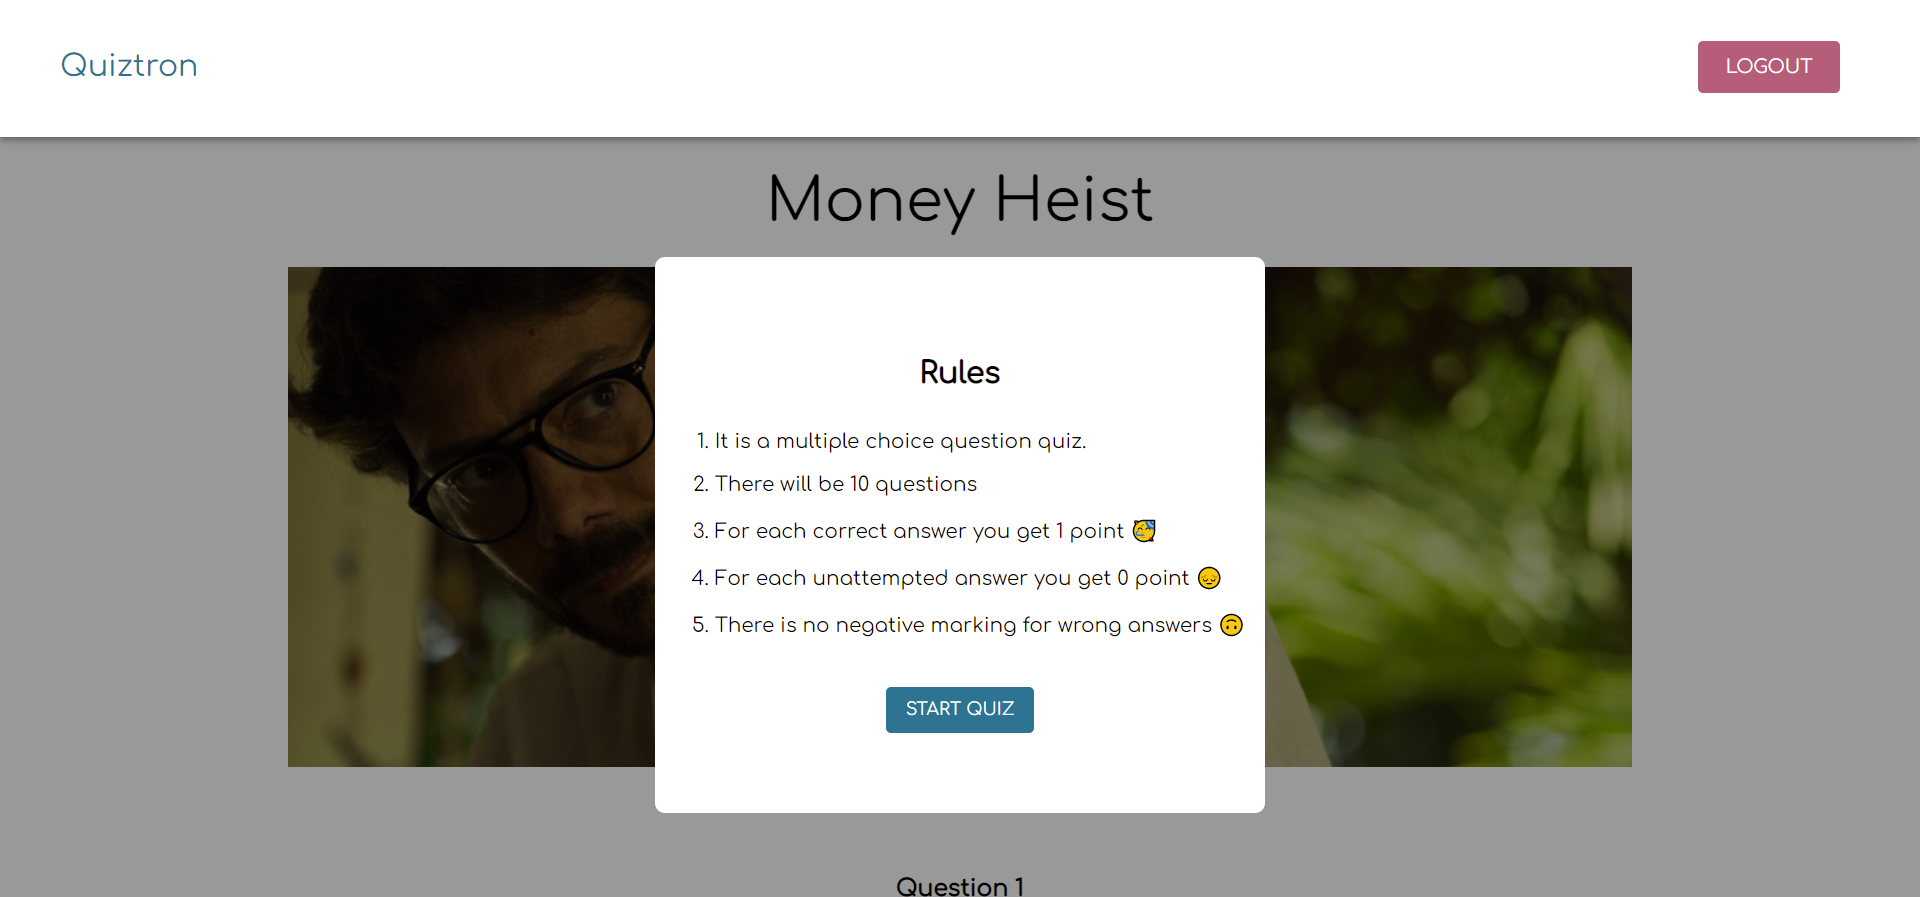 Quiztron
LOGOUT
Money Heist
Rules
1. It is a multiple choice question quiz.
2. There will be 10 questions
3. For each correct answer you get 1 point 🥳
4. For each unattempted answer you get 0 point 😔
5. There is no negative marking for wrong answers 🙃
START QUIZ
Question 1